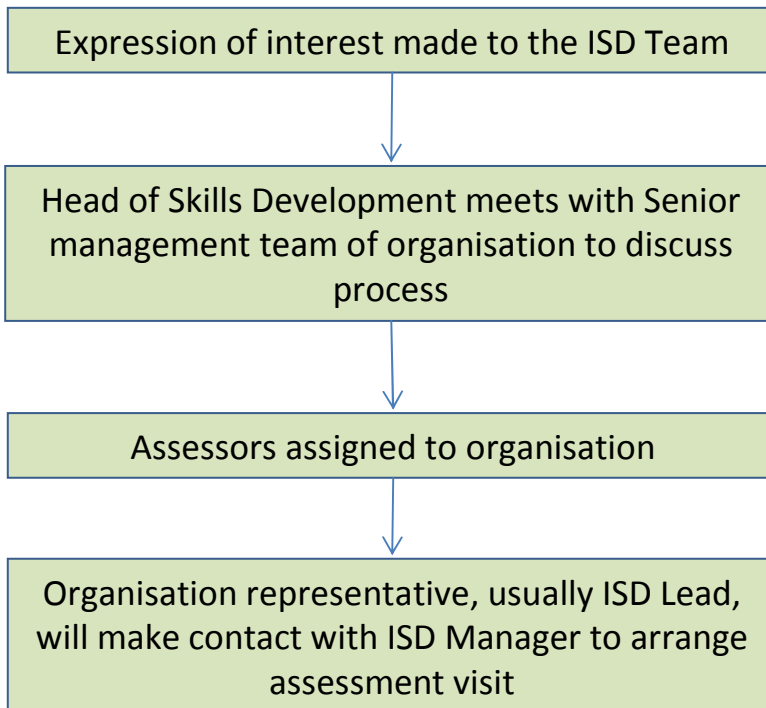 Expression of interest made to the ISD Team
Head of Skills Development meets with Senior
management team of organisation to discuss
process
Assessors assigned to organisation
Organisation representative, usually ISD Lead,
will make contact with ISD Manager to arrange
assessment visit